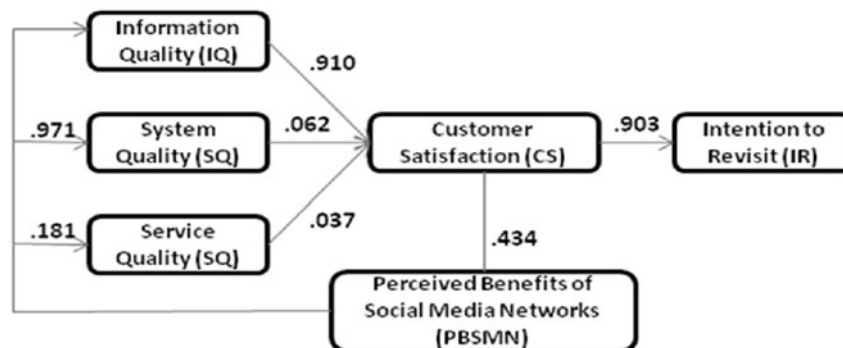 Information
Quality (IQ)
.910
.971
System
Quality (SQ)
.062
Customer
Satisfaction (CS)
.903
Intention to
Revisit (IR)
.181
Service
Quality (SQ)
.037
.434
Perceived Benefits of
Social Media Networks
(PBSMN)